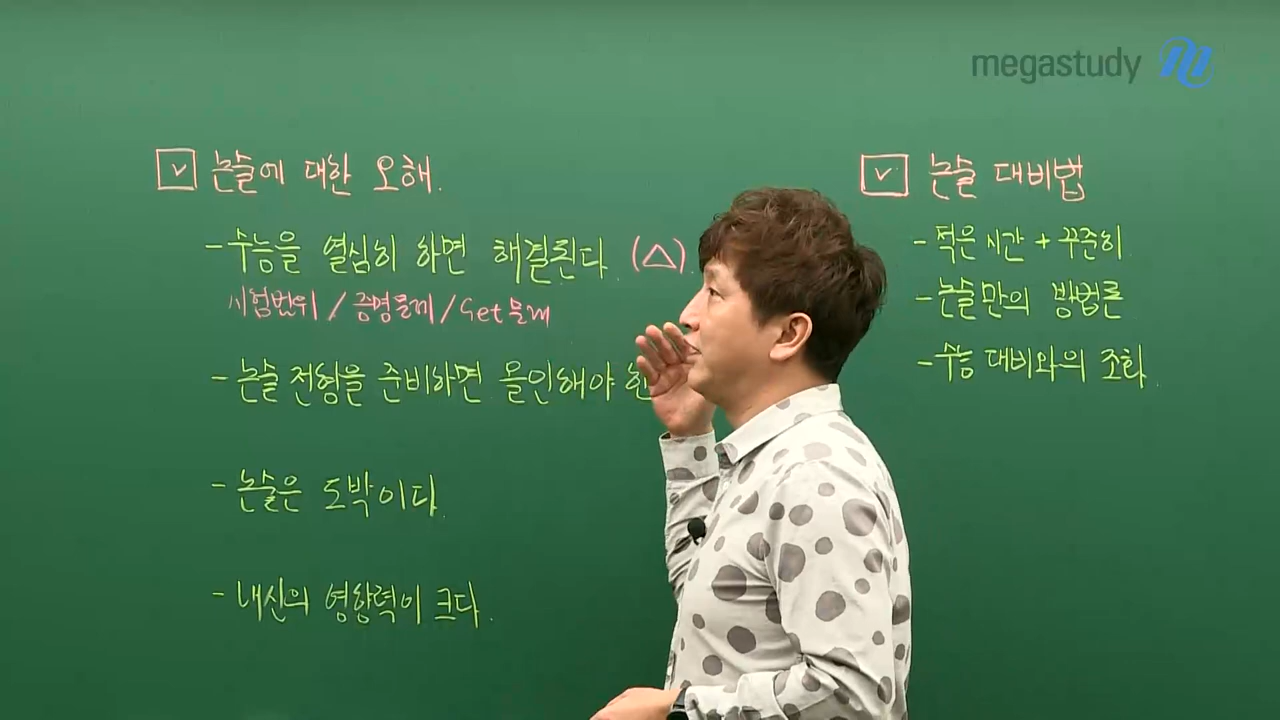 megastudy
☑ 논술에 대한 오해.
- 수능을 열심히 하면 해결된다 (△).
시험범위 / 증명문제 / Set문제
- 논술 전형을 준비하면 올인해야 한
- 논술은 도박이다.
- 내신의 영향력이 크다.
☑ 논술 대비법
- 적은 시간 + 꾸준히
- 논술만의 방법론
- 수능 대비와의 조화.